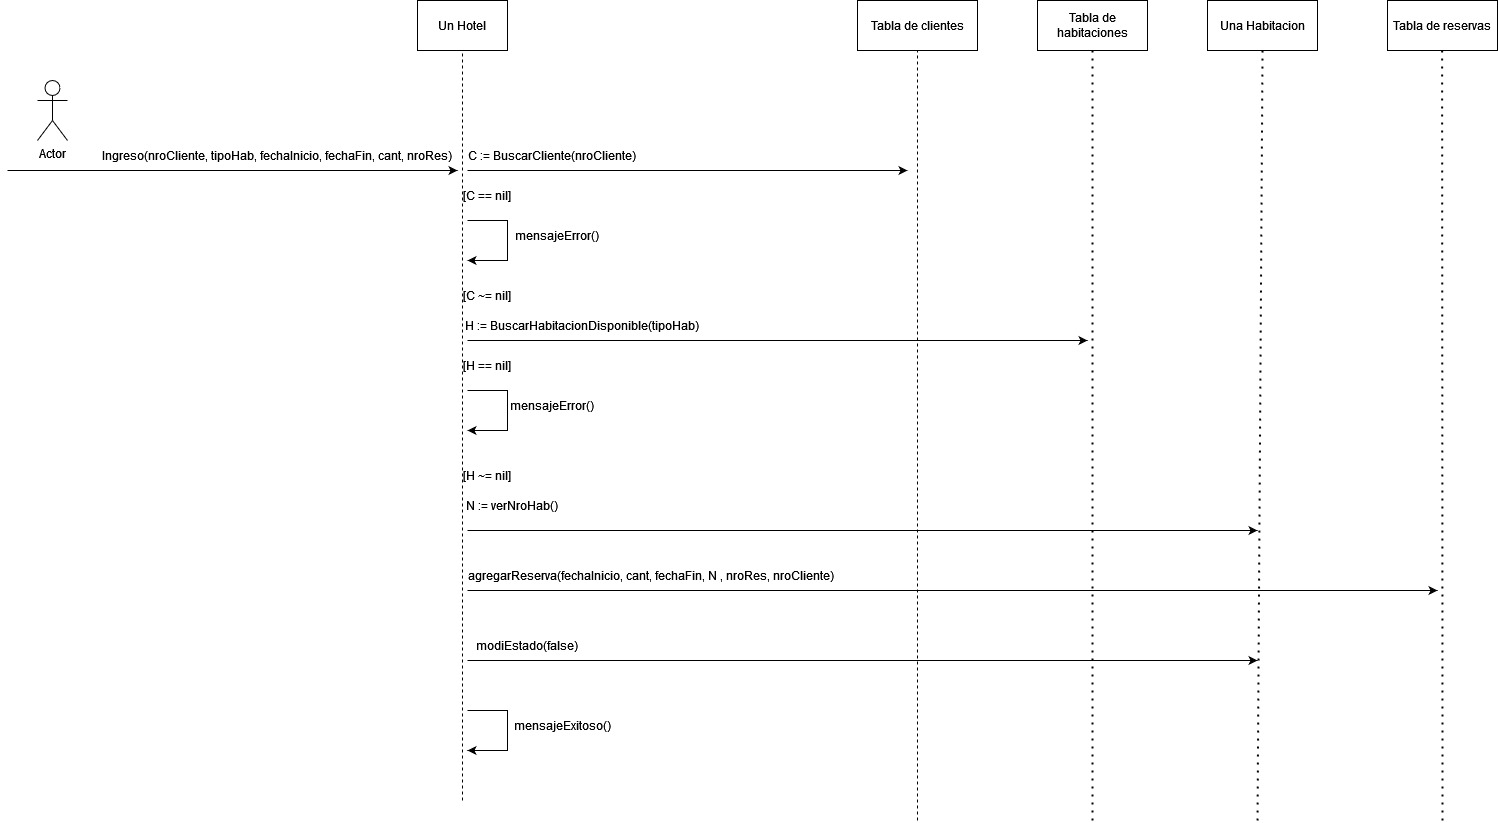 Un Hotel
Tabla de clientes
Tabla de
habitaciones
Una Habitacion
Tabla de reservas
Actor
Ingreso(nroCliente, tipoHab, fechaInicio, fechaFin, cant, nroRes)
C := BuscarCliente(nroCliente)
[C == nil]
mensajeError()
[C ~= nil]
H := BuscarHabitacionDisponible(tipoHab)
[H == nil]
mensajeError()
[H ~= nil]
N := verNroHab()
agregarReserva(fechaInicio, cant, fechaFin, N , nroRes, nroCliente)
modiEstado(false)
mensajeExitoso()